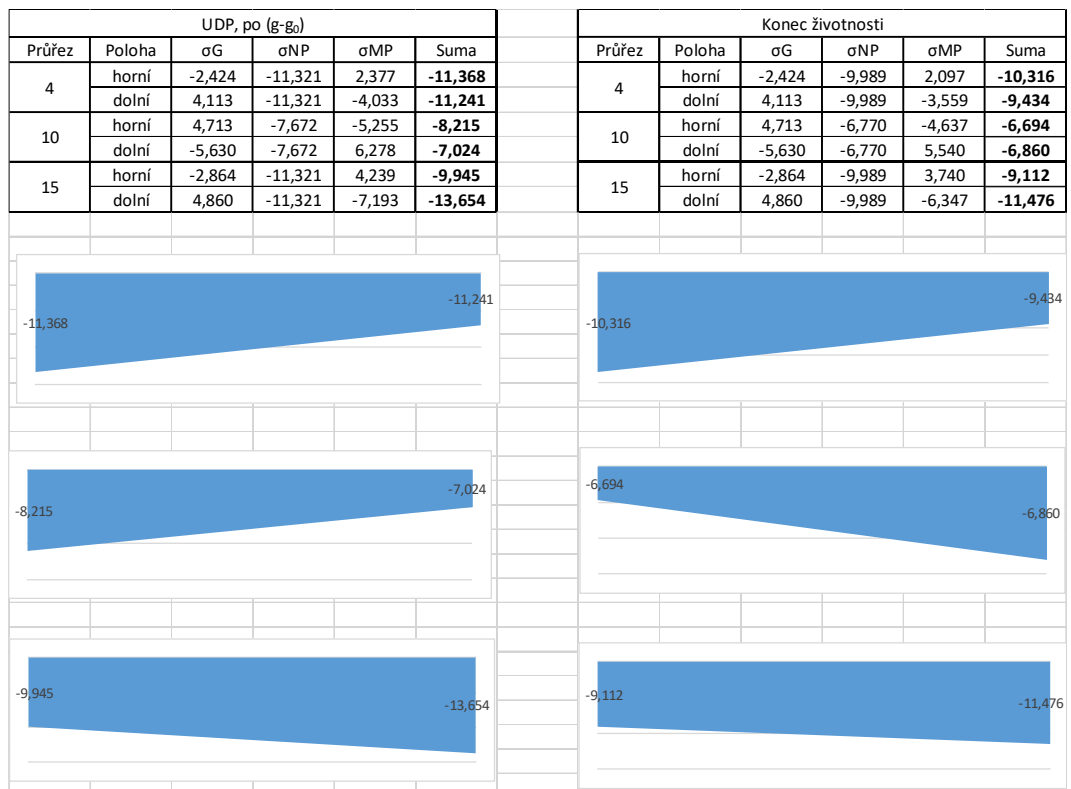 UDP, po (g-g₀)
Průřez Poloha σG σNP σMP Suma
4 horní -2,424 -11,321 2,377 -11,368
dolní 4,113 -11,321 -4,033 -11,241
10 horní 4,713 -7,672 -5,255 -8,215
dolní -5,630 -7,672 6,278 -7,024
15 horní -2,864 -11,321 4,239 -9,945
dolní 4,860 -11,321 -7,193 -13,654
Konec životnosti
Průřez Poloha σG σNP σMP Suma
4 horní -2,424 -9,989 2,097 -10,316
dolní 4,113 -9,989 -3,559 -9,434
10 horní 4,713 -6,770 -4,637 -6,694
dolní -5,630 -6,770 5,540 -6,860
15 horní -2,864 -9,989 3,740 -9,112
dolní 4,860 -9,989 -6,347 -11,476
-11,368
-11,241
-10,316
-9,434
-8,215
-7,024
-6,694
-6,860
-9,945
-13,654
-9,112
-11,476